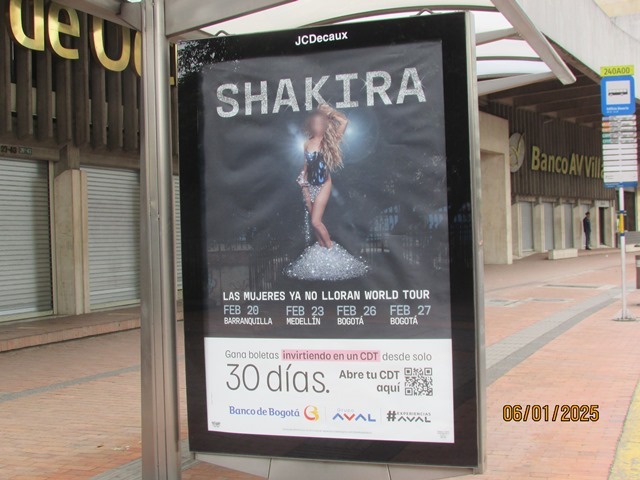 JCDecaux
SHAKIRA
LAS MUJERES YA NO LLORAN WORLD TOUR
FEB 20 FEB 23 FEB 26 FEB 27
BARRANQUILLA MEDELLÍN BOGOTÁ BOGOTÁ
Gana boletas invirtiendo en un CDT desde solo
30 días.
Abre tu CDT
aquí
Banco de Bogotá
Grupo
AVAL
#EXPERIENCIAS
AVAL
240A00
Banco AV Villas
06/01/2025